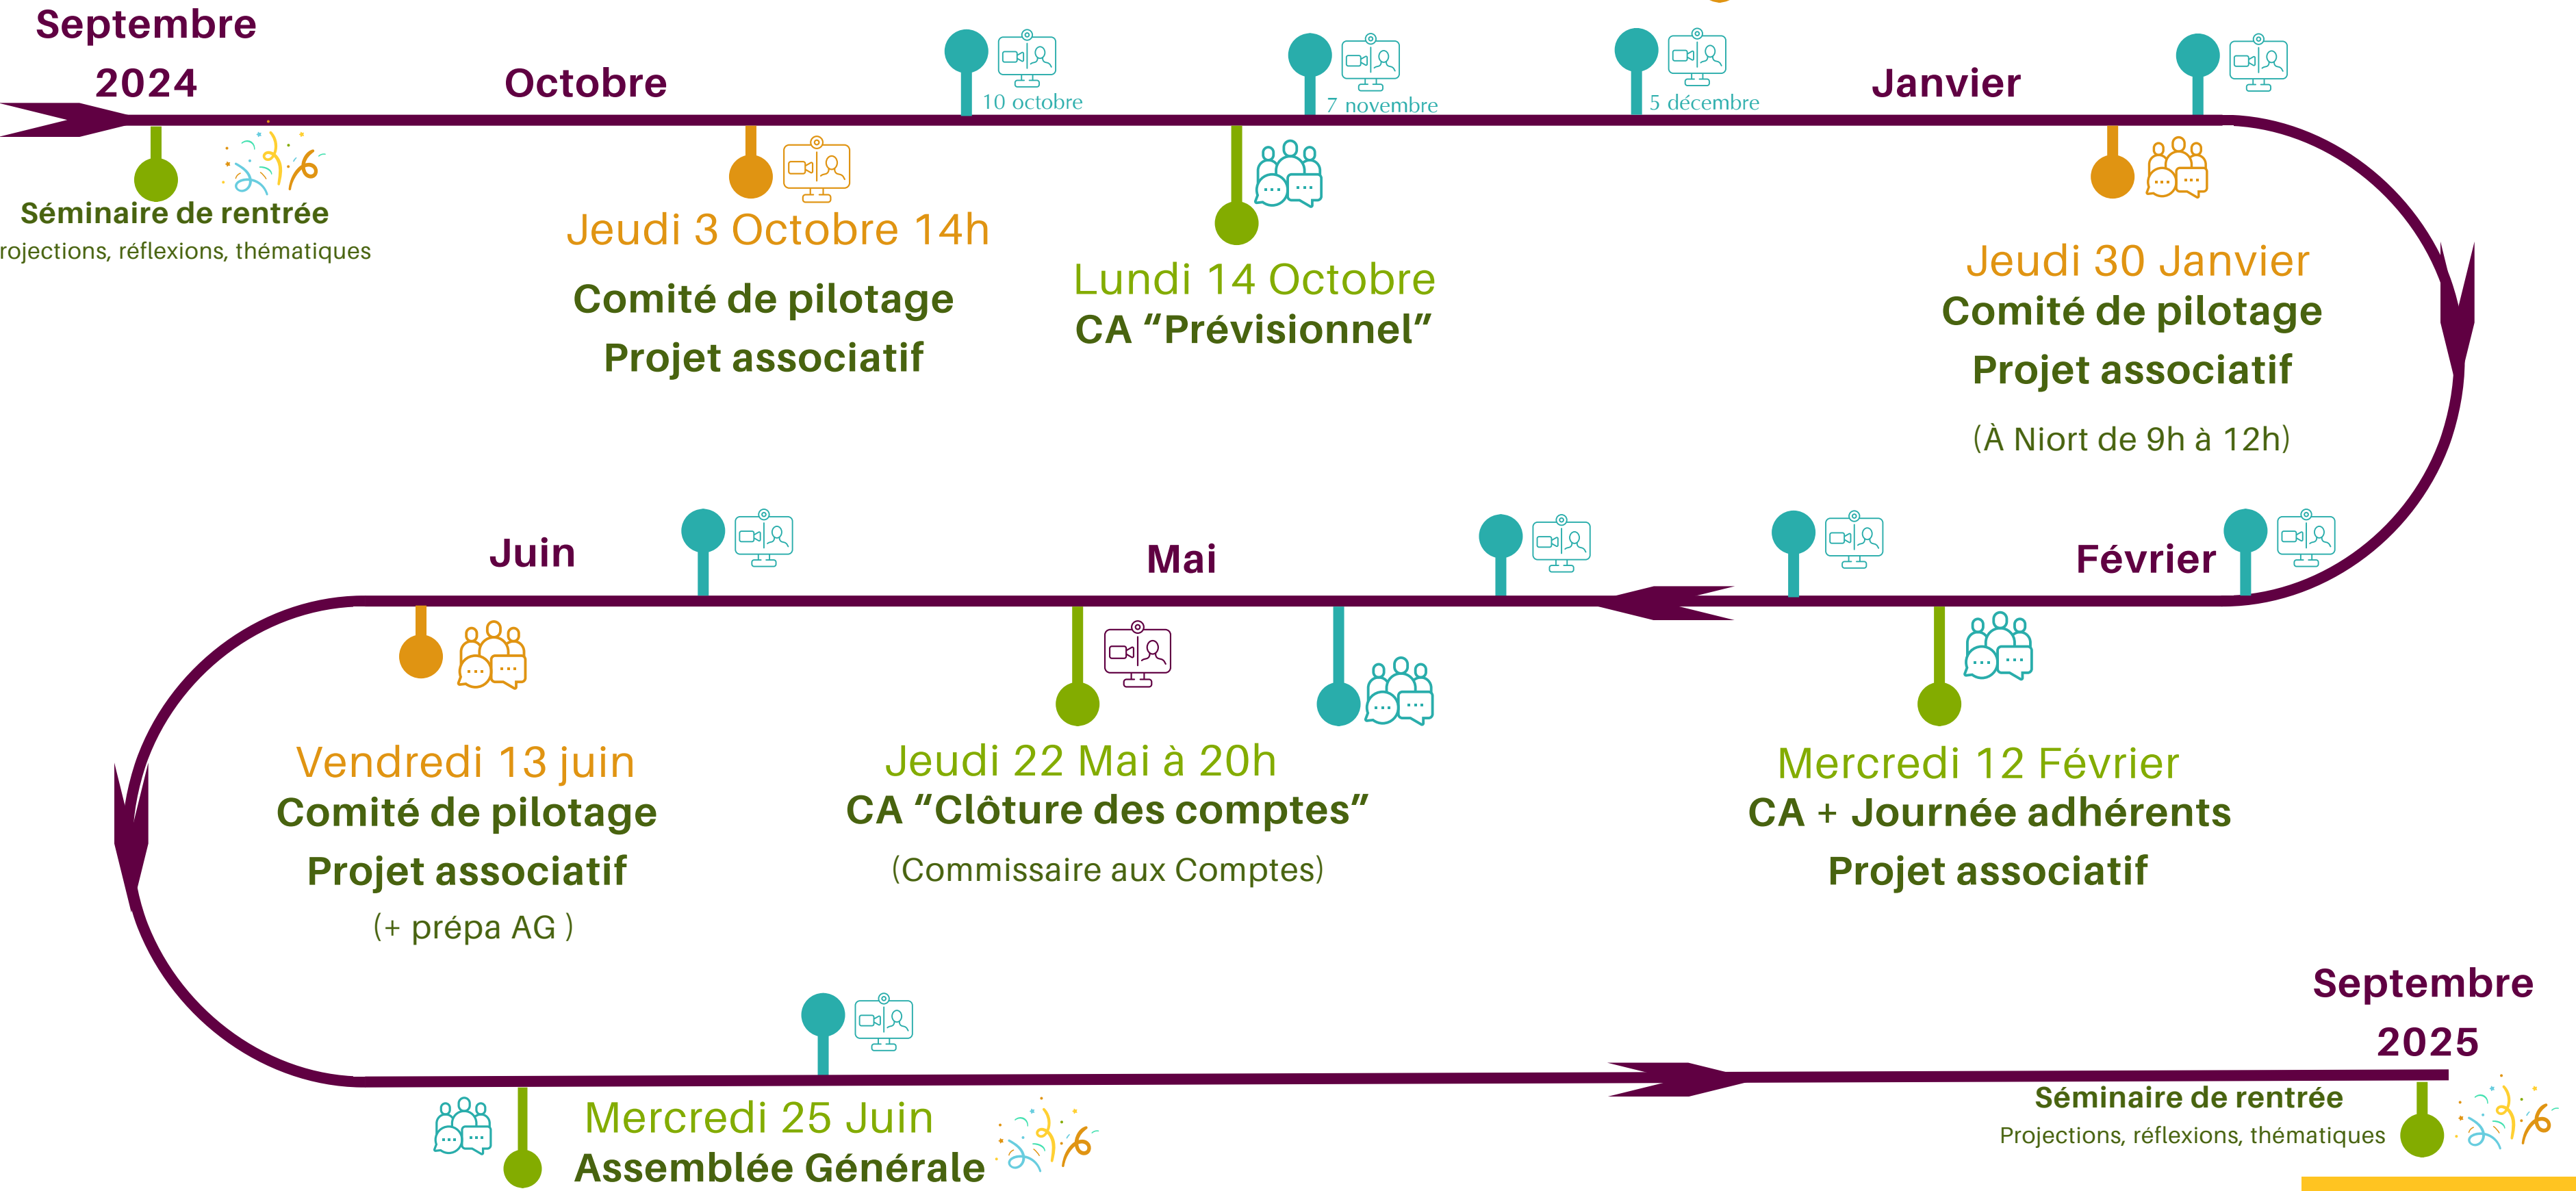 Septembre
2024
Octobre
10 octobre
7 novembre
5 décembre
Janvier
Séminaire de rentrée
rojections, réflexions, thématiques
Jeudi 3 Octobre 14h
Comité de pilotage
Projet associatif
Lundi 14 Octobre
CA “Prévisionnel”
Jeudi 30 Janvier
Comité de pilotage
Projet associatif
(À Niort de 9h à 12h)
Février
Mai
Juin
Mercredi 12 Février
CA + Journée adhérents
Projet associatif
Jeudi 22 Mai à 20h
CA “Clôture des comptes”
(Commissaire aux Comptes)
Vendredi 13 juin
Comité de pilotage
Projet associatif
(+ prépa AG )
Mercredi 25 Juin
Assemblée Générale
Septembre
2025
Séminaire de rentrée
Projections, réflexions, thématiques